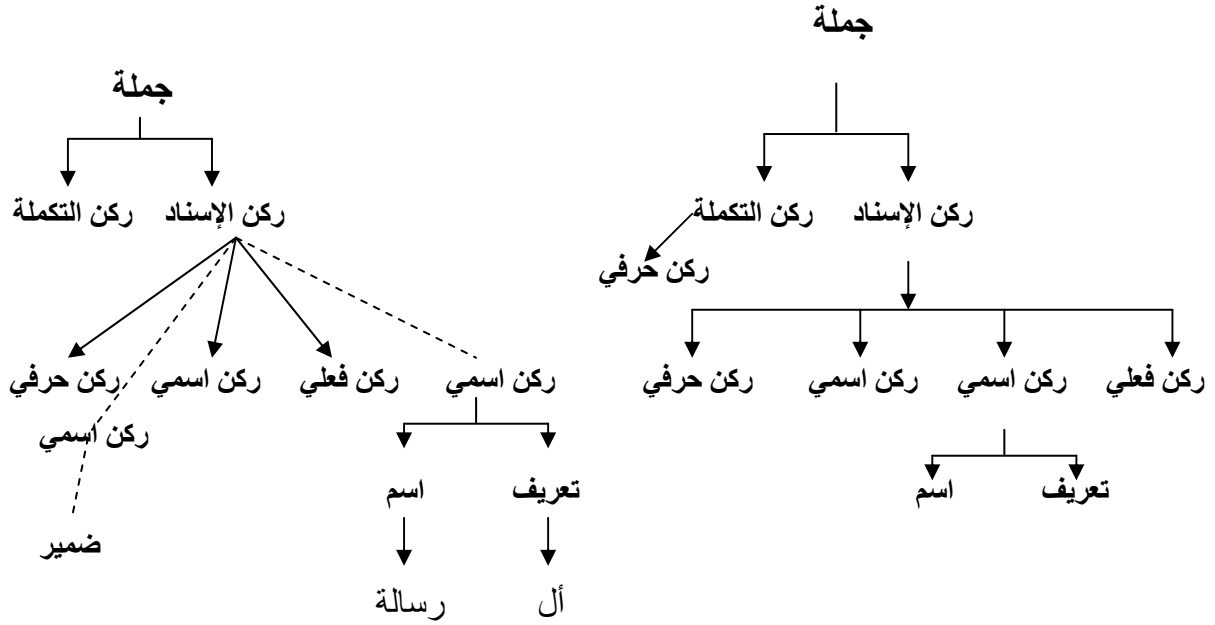 جملة
جملة
ركن الإسناد ركن التكملة
ركن الإسناد ركن التكملة
ركن حرفي
ركن فعلي ركن اسمي ركن اسمي ركن حرفي
ركن اسمي ركن فعلي ركن اسمي ركن حرفي
ركن اسمي
تعريف اسم
تعريف اسم
ضمير
أل رسالة